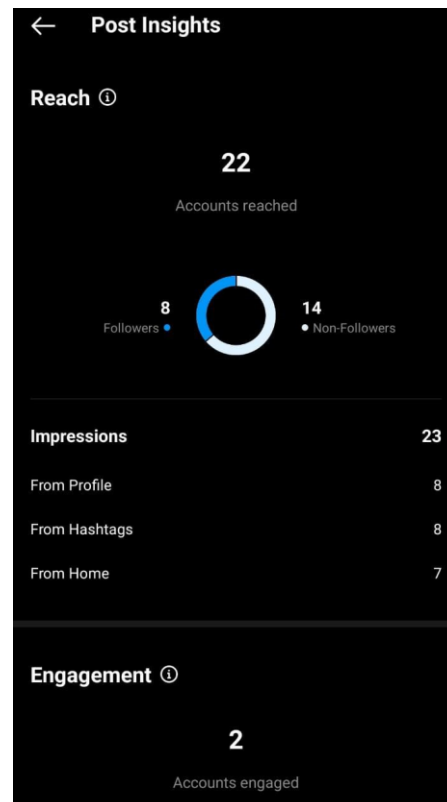 Post Insights
Reach
22
Accounts reached
8
Followers
14
Non-Followers
Impressions 23
From Profile 8
From Hashtags 8
From Home 7
Engagement
2
Accounts engaged